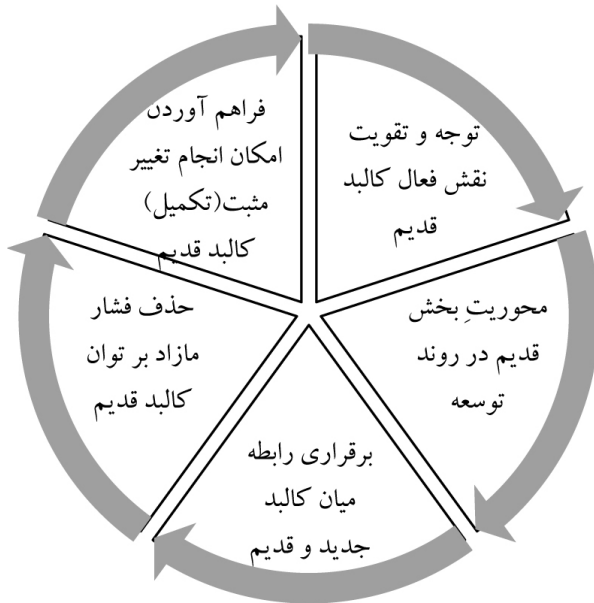 توجه و تقویت
نقش فعال کالبد
قدیم
محوریتِ بخش
قدیم در روند
توسعه
برقراری رابطه
میان کالبد
جدید و قدیم
حذف فشار
مازاد بر توان
کالبد قدیم
فراهم آوردن
امکان انجام تغییر
مثبت(تکمیل)
کالبد قدیم